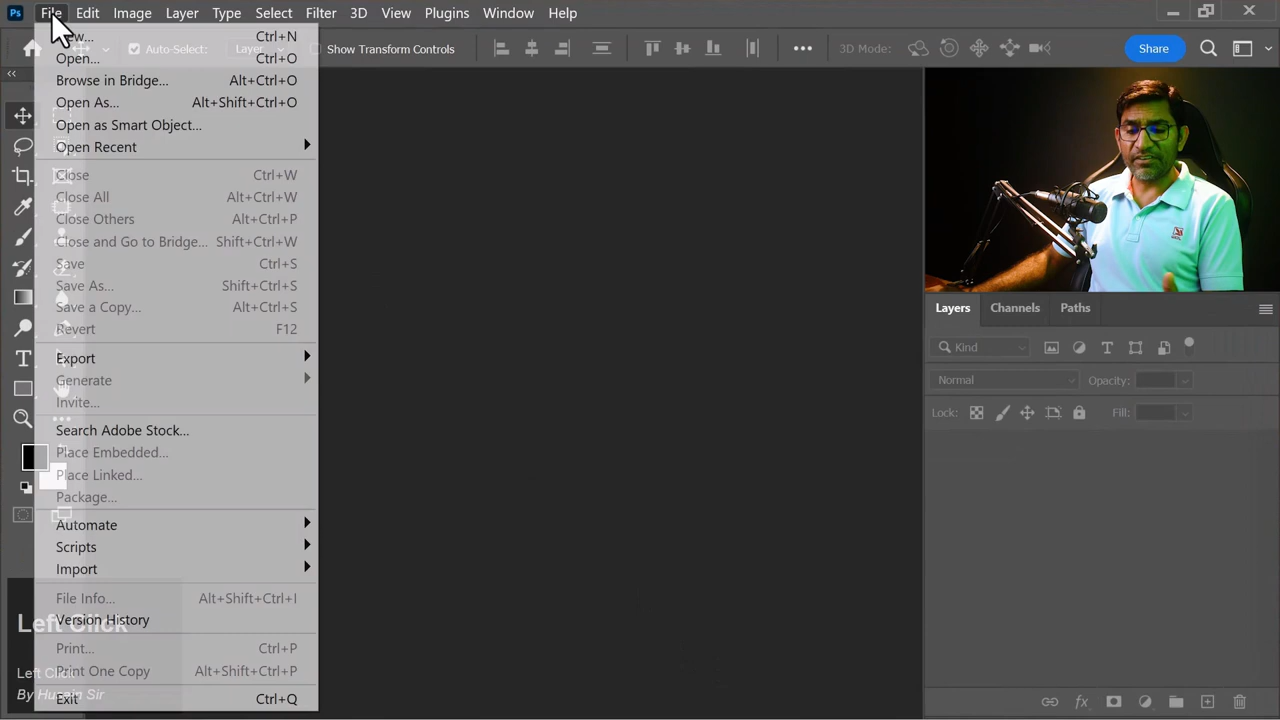 Ps File Edit Image Layer Type Select Filter 3D View Plugins Window Help
Auto-Select: Layer Show Transform Controls 3D Mode: Share
Ctrl+N
Open... Ctrl+O
Browse in Bridge... Alt+Ctrl+O
Open As... Alt+Shift+Ctrl+O
Open as Smart Object...
Open Recent
Close Ctrl+W
Close All Alt+Ctrl+W
Close Others Alt+Ctrl+P
Close and Go to Bridge... Shift+Ctrl+W
Save Ctrl+S
Save As... Shift+Ctrl+S
Save a Copy... Alt+Ctrl+S
Revert F12
Export
Generate
Invite...
Search Adobe Stock...
Place Embedded...
Place Linked...
Package...
Automate
Scripts
Import
File Info... Alt+Shift+Ctrl+I
Version History
Print... Ctrl+P
Print One Copy Alt+Shift+Ctrl+P
Exit Ctrl+Q
Left Click
Left Click
By Husain Sir
Layers Channels Paths
Kind
Normal Opacity:
Lock: Fill:
fx